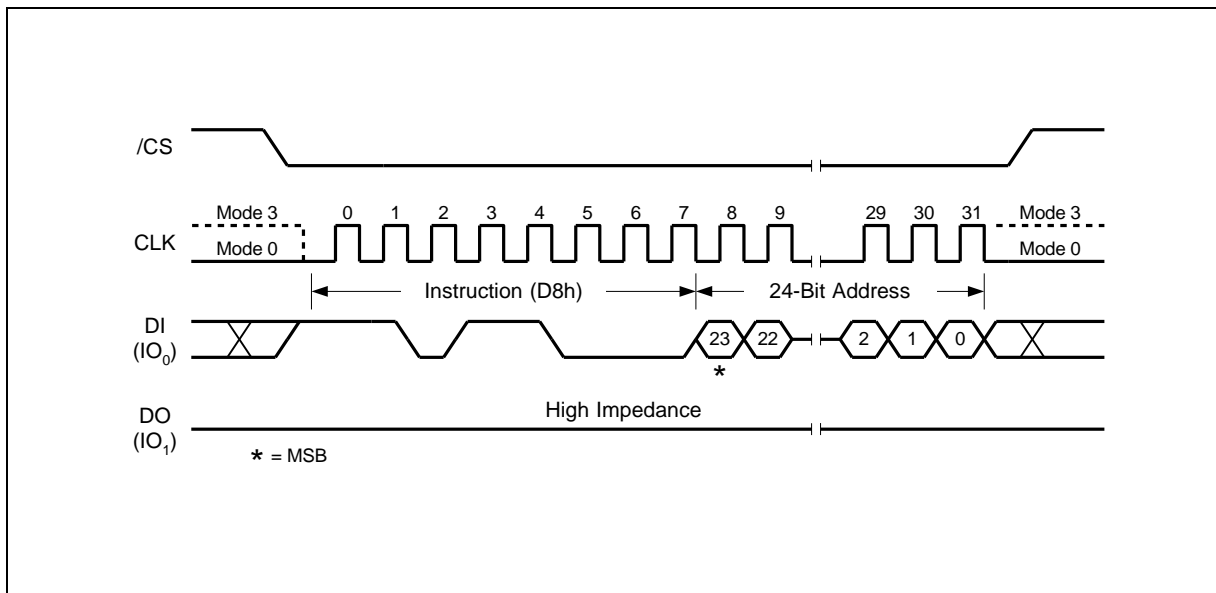 /CS
Mode 3 0 1 2 3 4 5 6 7 8 9 29 30 31 Mode 3
CLK Mode 0 Mode 0
Instruction (D8h) 24-Bit Address
DI
(IO₀) 23 22 2 1 0
*
DO High Impedance
(IO₁)
* = MSB